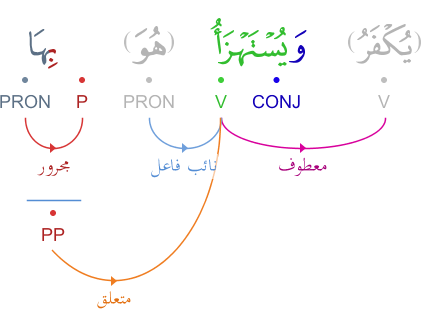 (يُكْفَرُ) وَيُسْتَهْزَأُ (هُوَ) بِهَا
V CONJ V PRON P PRON
معطوف نائب فاعل مجرور
PP
متعلق